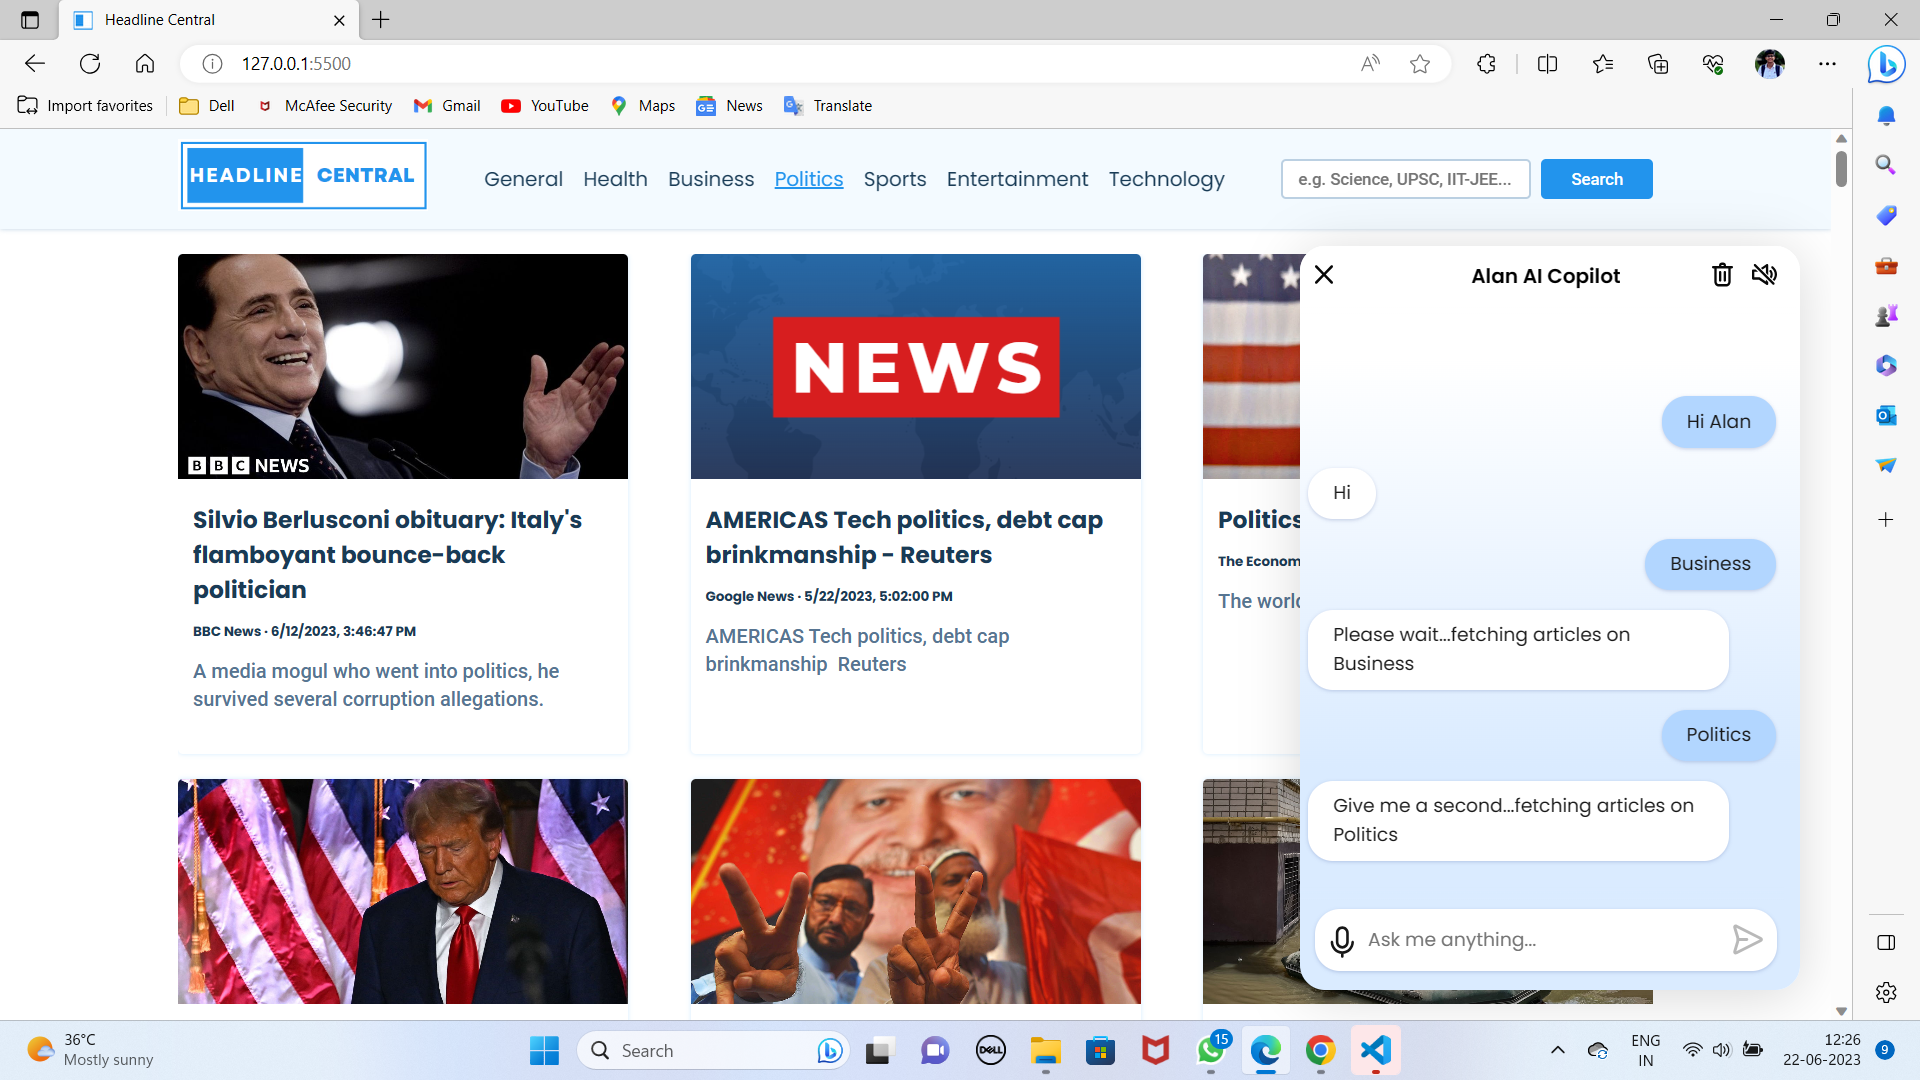 Headline Central
127.0.0.1:5500
Import favorites
Dell
McAfee Security
Gmail
YouTube
Maps
News
Translate
HEADLINE CENTRAL
General
Health
Business
Politics
Sports
Entertainment
Technology
e.g. Science, UPSC, IIT-JEE...
Search
BBC NEWS
Silvio Berlusconi obituary: Italy's
flamboyant bounce-back
politician
BBC News · 6/12/2023, 3:46:47 PM
A media mogul who went into politics, he
survived several corruption allegations.
NEWS
AMERICAS Tech politics, debt cap
brinkmanship - Reuters
Google News · 5/22/2023, 5:02:00 PM
AMERICAS Tech politics, debt cap
brinkmanship  Reuters
Politics
The Econom
The world
Alan AI Copilot
Hi Alan
Hi
Business
Please wait...fetching articles on
Business
Politics
Give me a second...fetching articles on
Politics
Ask me anything...
36°C
Mostly sunny
Search
DELL
15
ENG
IN
12:26
22-06-2023
9